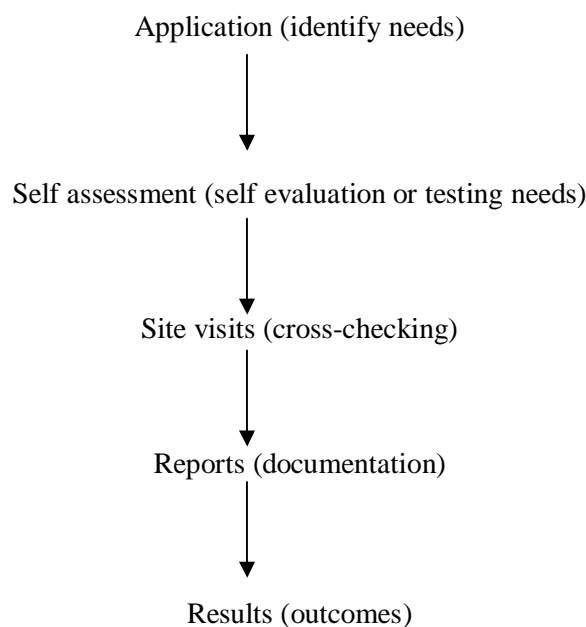 Application (identify needs)
Self assessment (self evaluation or testing needs)
Site visits (cross-checking)
Reports (documentation)
Results (outcomes)